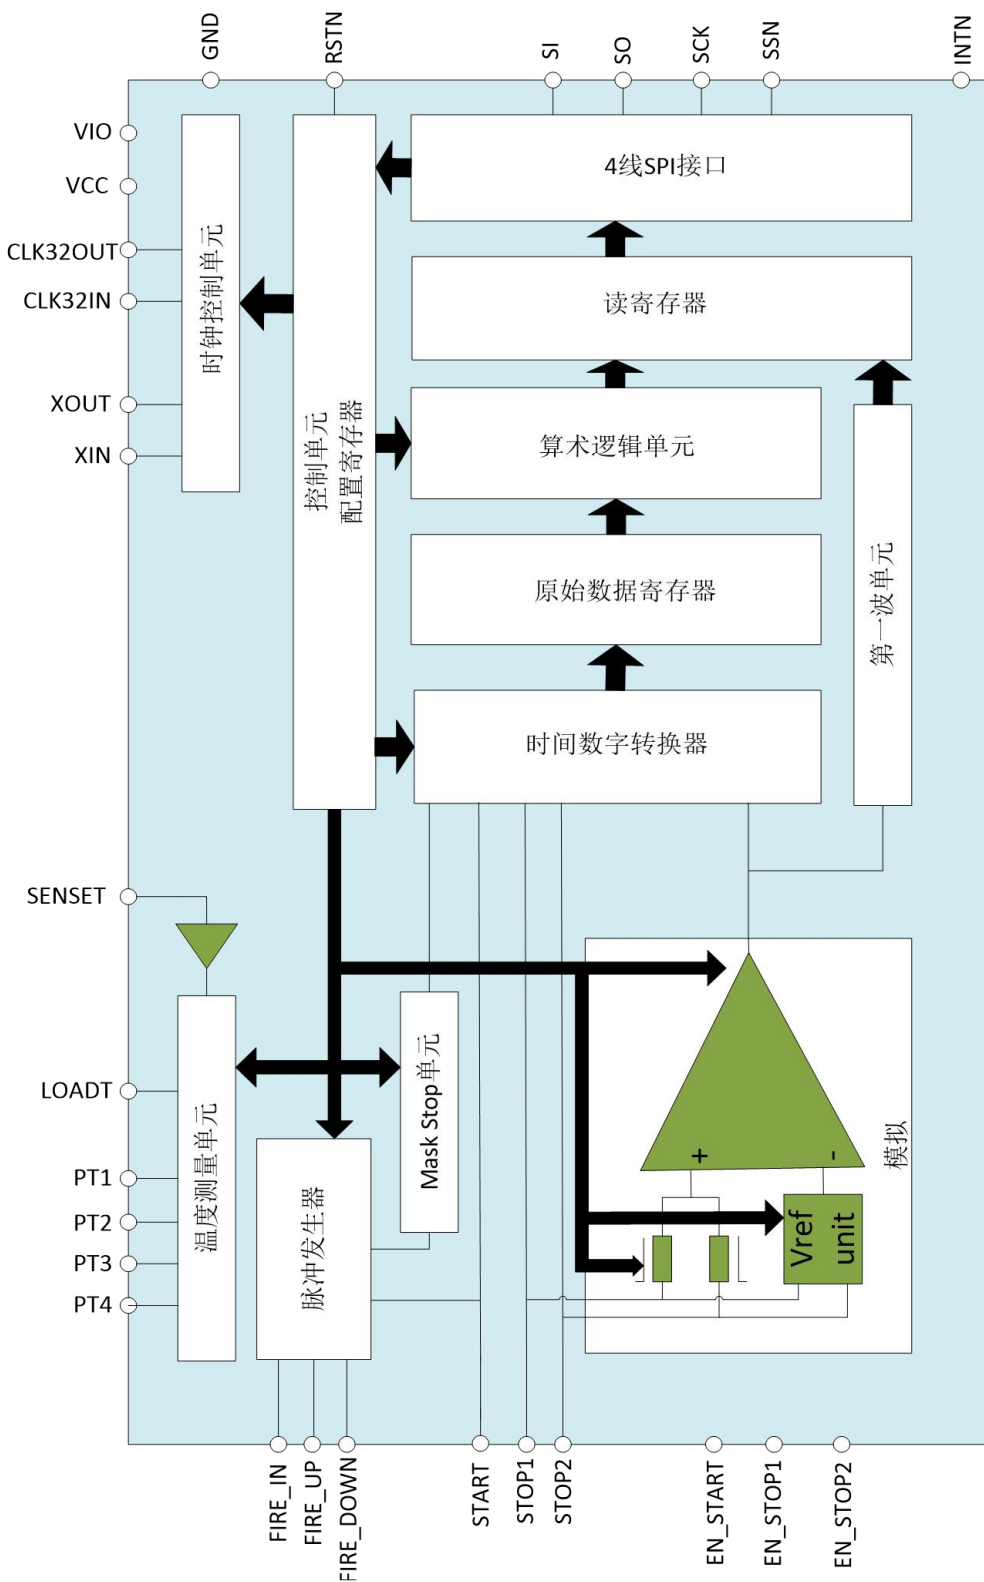 GND
RSTN
SI
SO
SCK
SSN
INTN
VIO
VCC
CLK32OUT
CLK32IN
XOUT
XIN
SENSET
LOADT
PT1
PT2
PT3
PT4
时钟控制单元
控制单元
配置寄存器
4线SPI接口
读寄存器
算术逻辑单元
原始数据寄存器
时间数字转换器
第一波单元
温度测量单元
脉冲发生器
Mask Stop单元
模拟
+
-
Vref
unit
FIRE_IN
FIRE_UP
FIRE_DOWN
START
STOP1
STOP2
EN_START
EN_STOP1
EN_STOP2